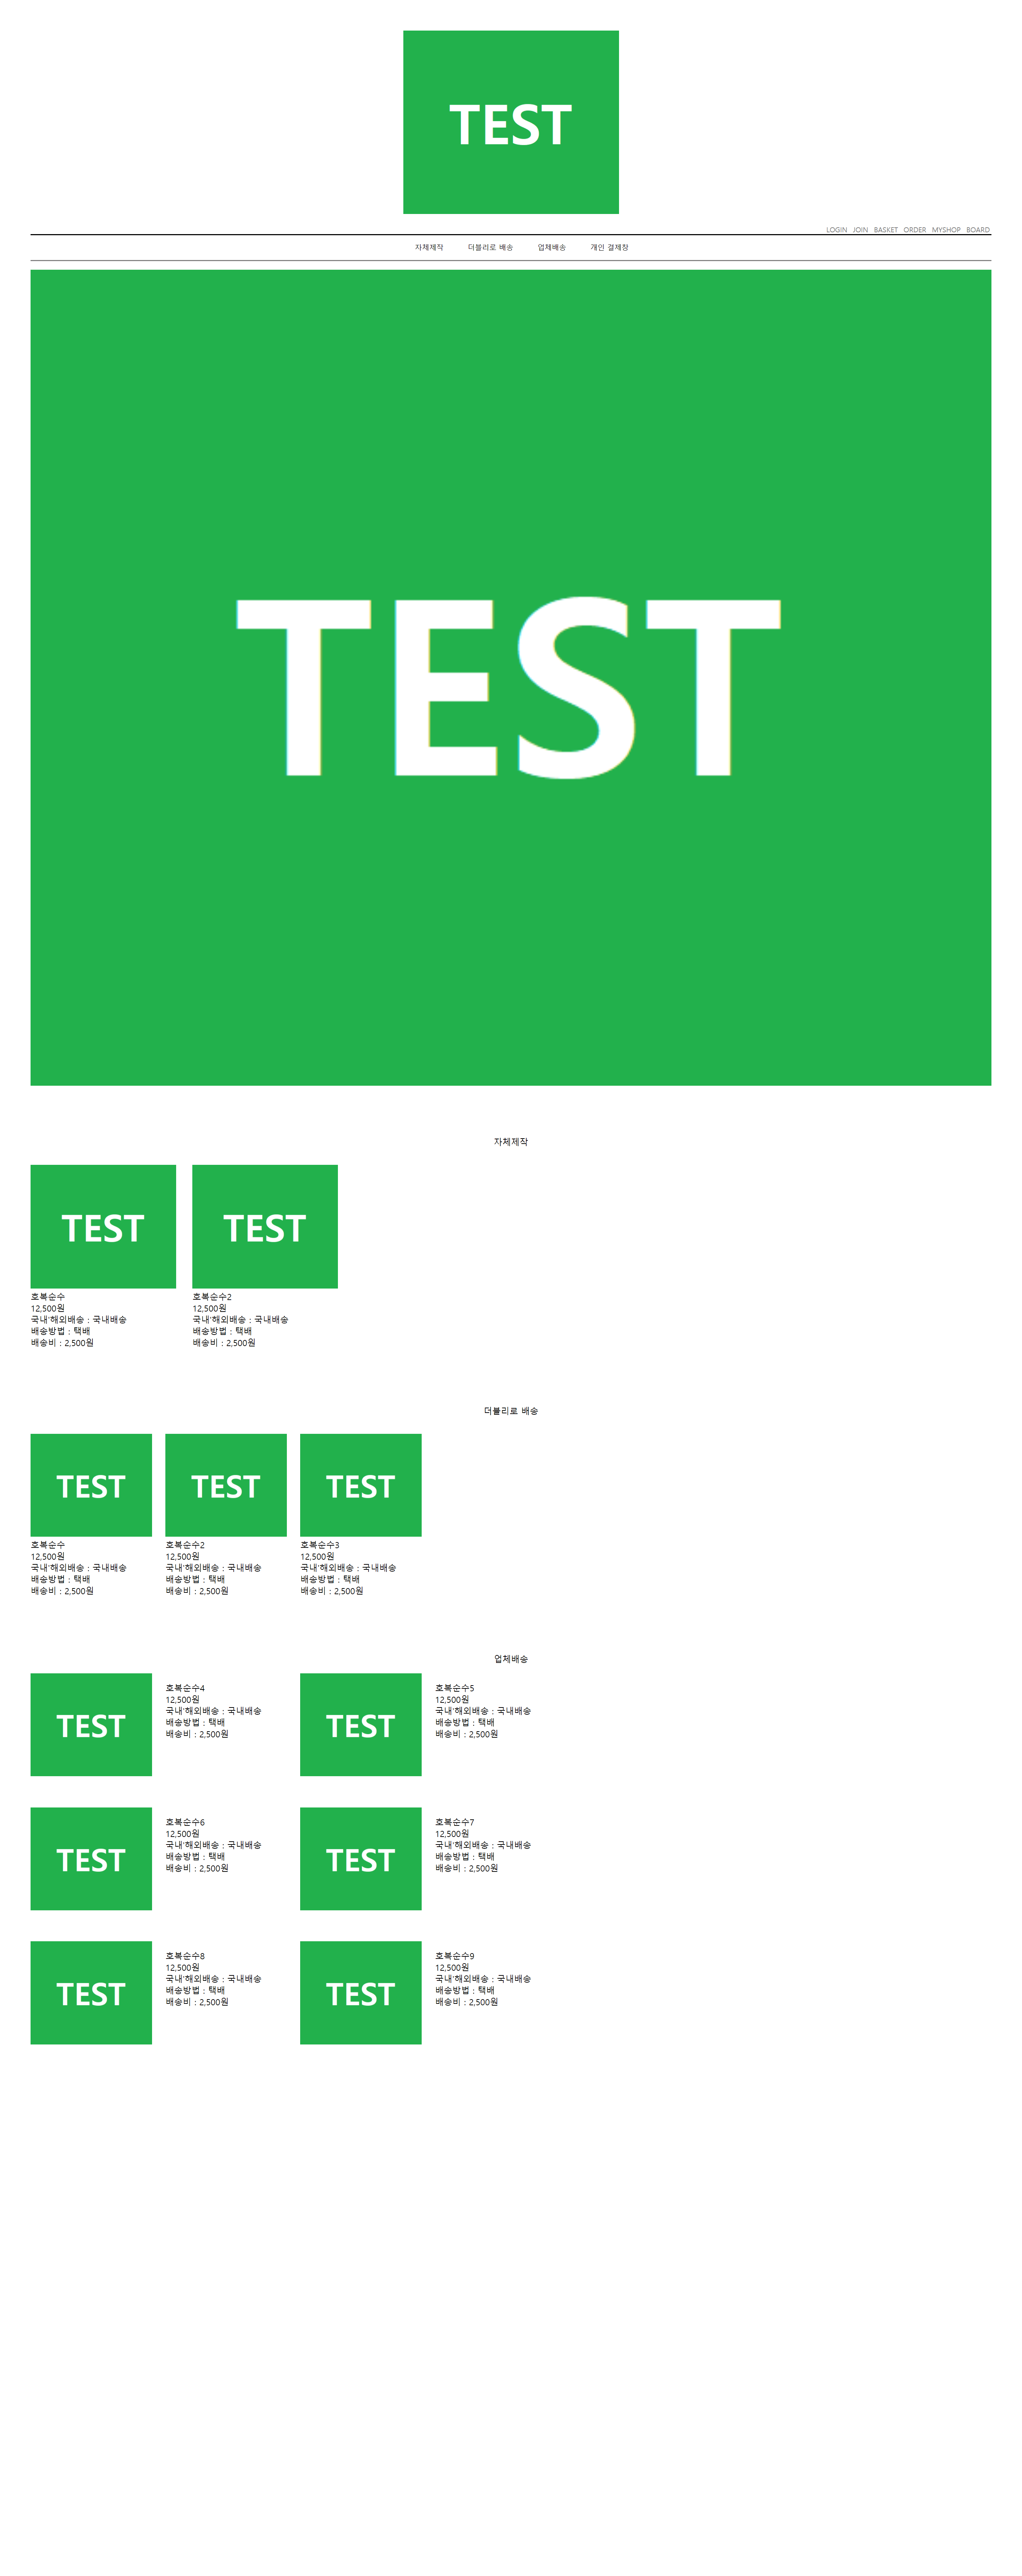 TEST
LOGIN JOIN BASKET ORDER MYSHOP BOARD
자체제작 더블리로 배송 업체배송 개인 결제창
TEST
자체제작
TEST TEST
호복순수 호복순수2
12,500원 12,500원
국내'해외배송 : 국내배송 국내'해외배송 : 국내배송
배송방법 : 택배 배송방법 : 택배
배송비 : 2,500원 배송비 : 2,500원
더블리로 배송
TEST TEST TEST
호복순수 호복순수2 호복순수3
12,500원 12,500원 12,500원
국내'해외배송 : 국내배송 국내'해외배송 : 국내배송 국내'해외배송 : 국내배송
배송방법 : 택배 배송방법 : 택배 배송방법 : 택배
배송비 : 2,500원 배송비 : 2,500원 배송비 : 2,500원
업체배송
TEST
호복순수4
12,500원
국내'해외배송 : 국내배송
배송방법 : 택배
배송비 : 2,500원
TEST
호복순수5
12,500원
국내'해외배송 : 국내배송
배송방법 : 택배
배송비 : 2,500원
TEST
호복순수6
12,500원
국내'해외배송 : 국내배송
배송방법 : 택배
배송비 : 2,500원
TEST
호복순수7
12,500원
국내'해외배송 : 국내배송
배송방법 : 택배
배송비 : 2,500원
TEST
호복순수8
12,500원
국내'해외배송 : 국내배송
배송방법 : 택배
배송비 : 2,500원
TEST
호복순수9
12,500원
국내'해외배송 : 국내배송
배송방법 : 택배
배송비 : 2,500원